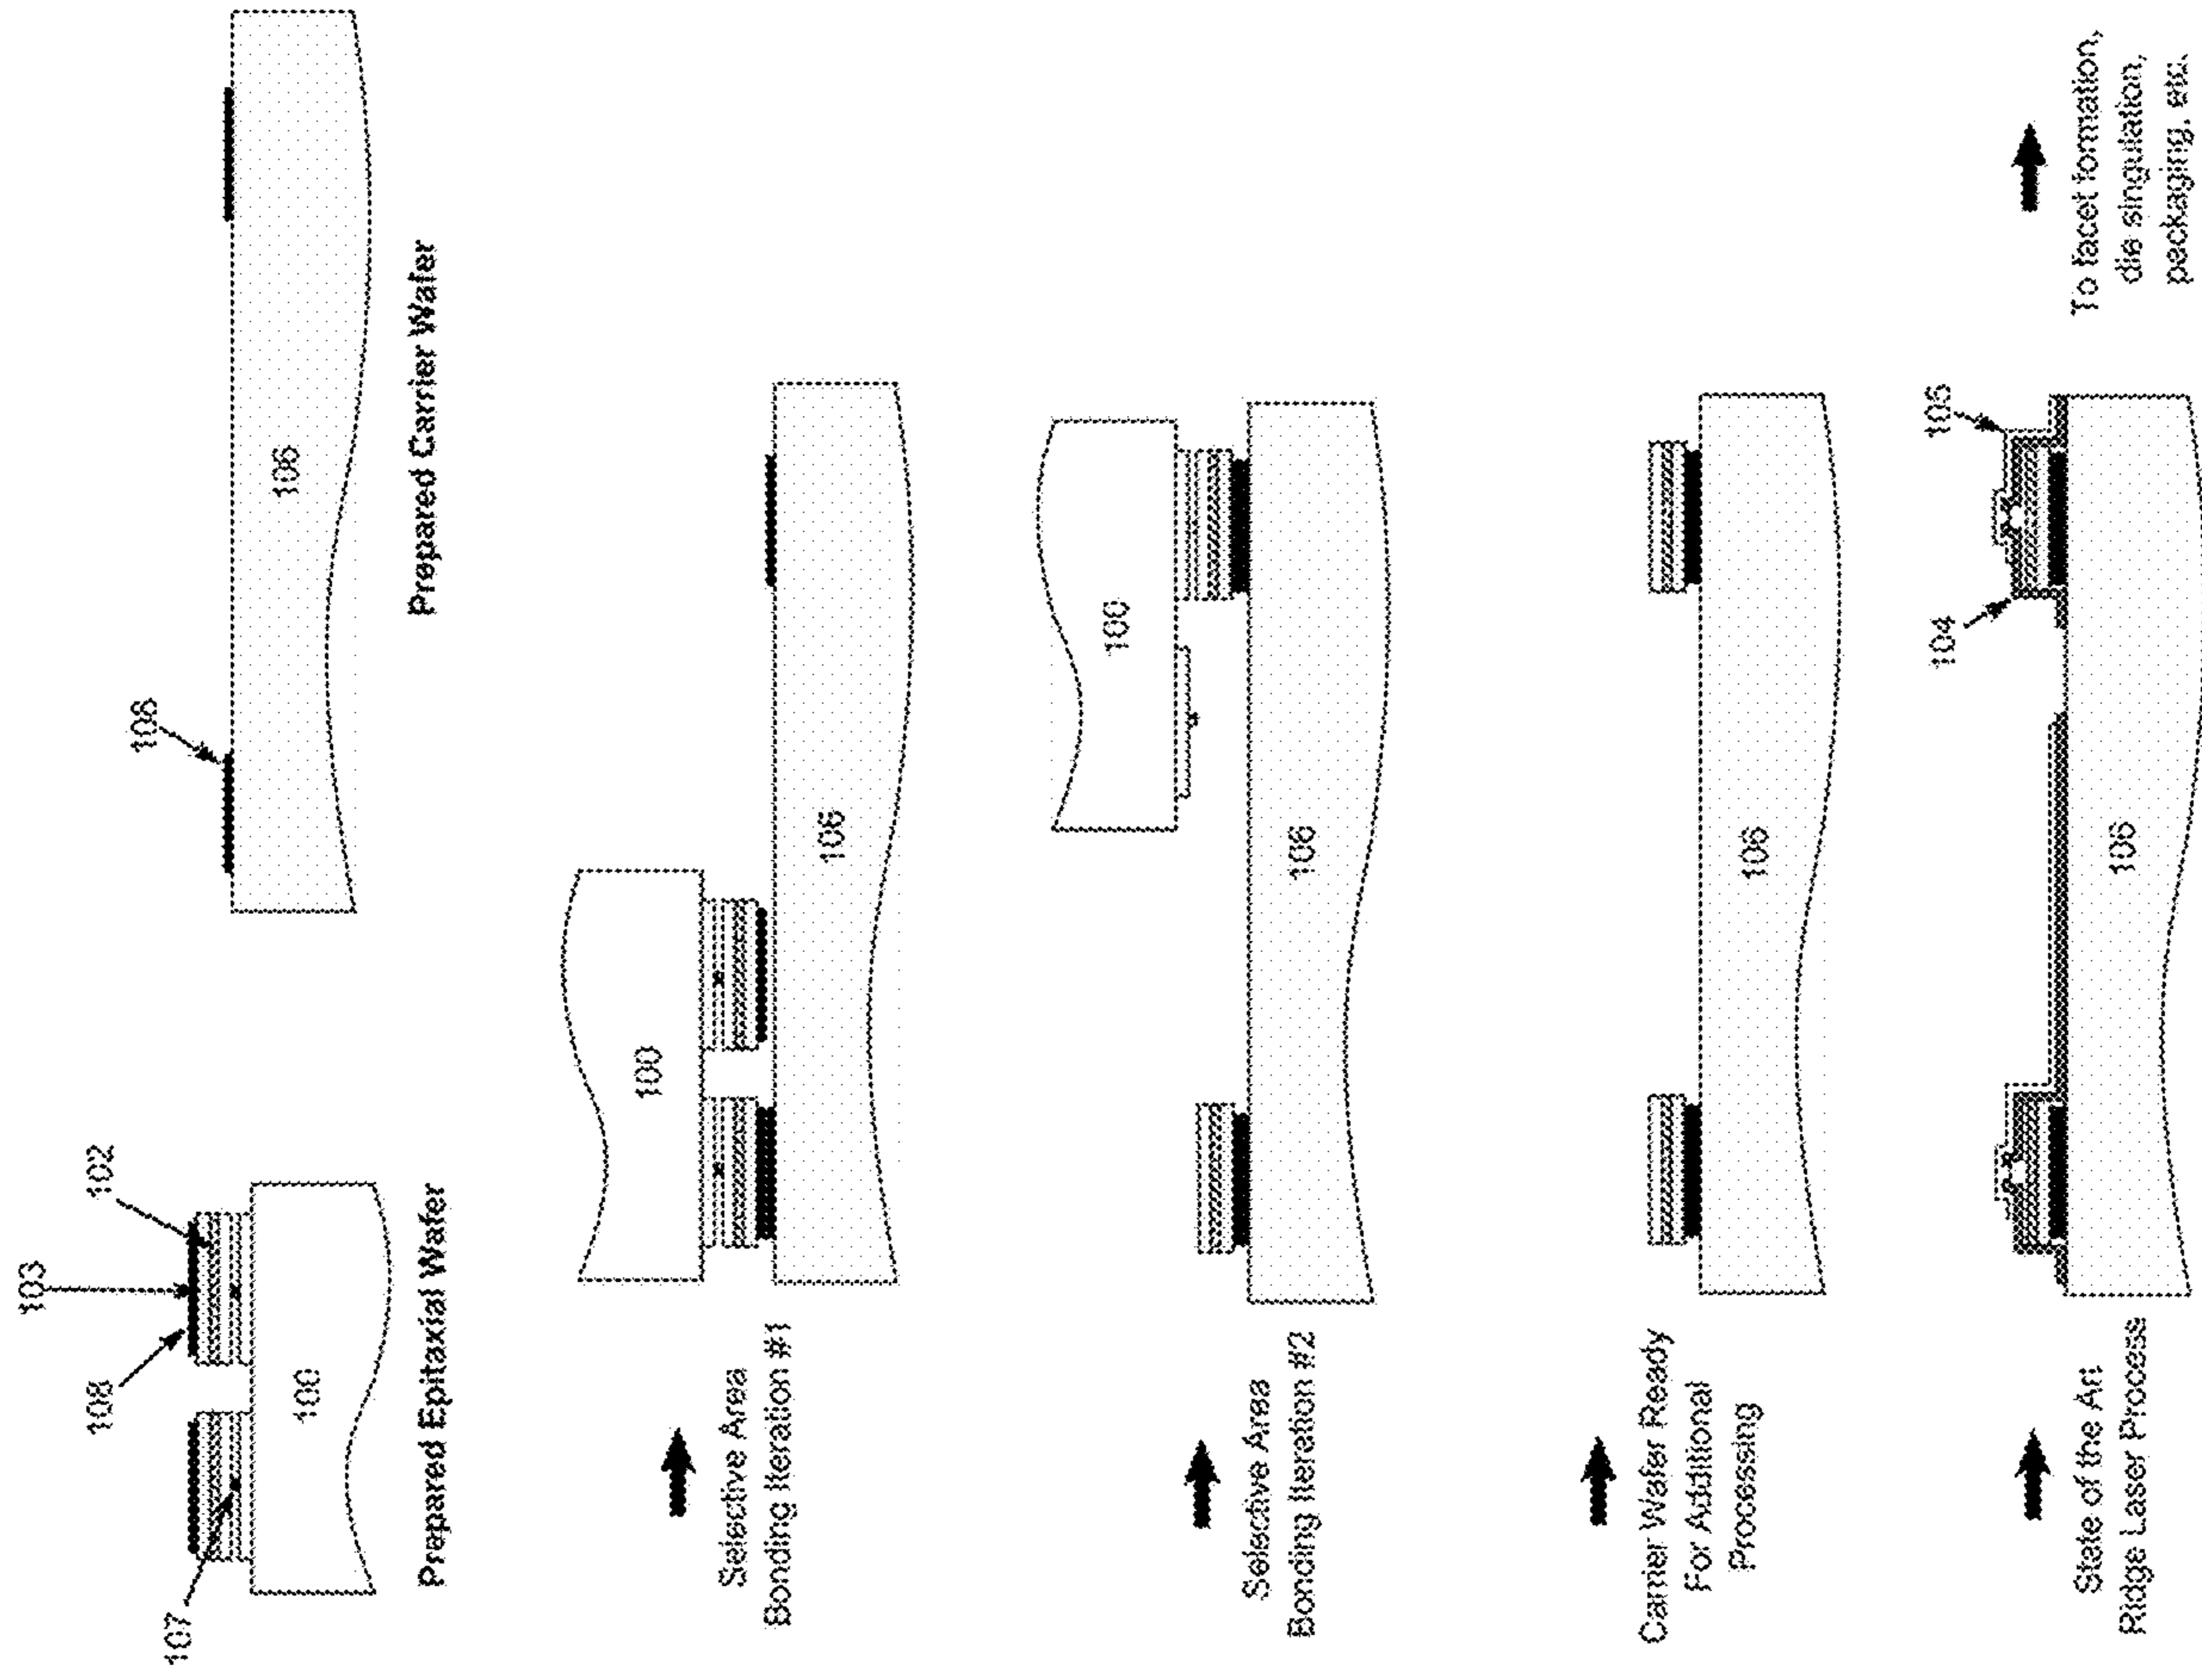 103
108
102
108
107
100
106
Prepared Epitaxial Wafer
Prepared Carrier Wafer
Selective Area
Bonding Iteration #1
100
106
Selective Area
Bonding Iteration #2
100
106
Carrier Wafer Ready
For Additional
Processing
106
State of the Art
Ridge Laser Process
104
105
106
To facet formation,
die singulation,
packaging, etc.